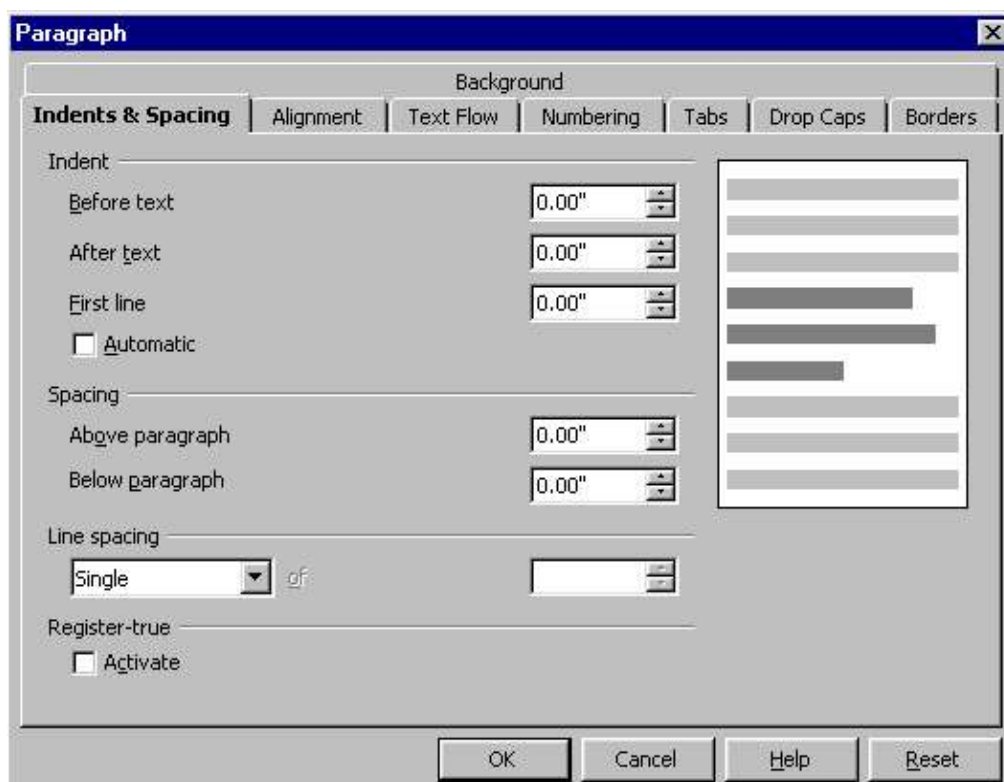 Paragraph
Background
Indents & Spacing Alignment Text Flow Numbering Tabs Drop Caps Borders
Indent
Before text 0.00"
After text 0.00"
First line 0.00"
Automatic
Spacing
Above paragraph 0.00"
Below paragraph 0.00"
Line spacing
Single of
Register-true
Activate
OK Cancel Help Reset